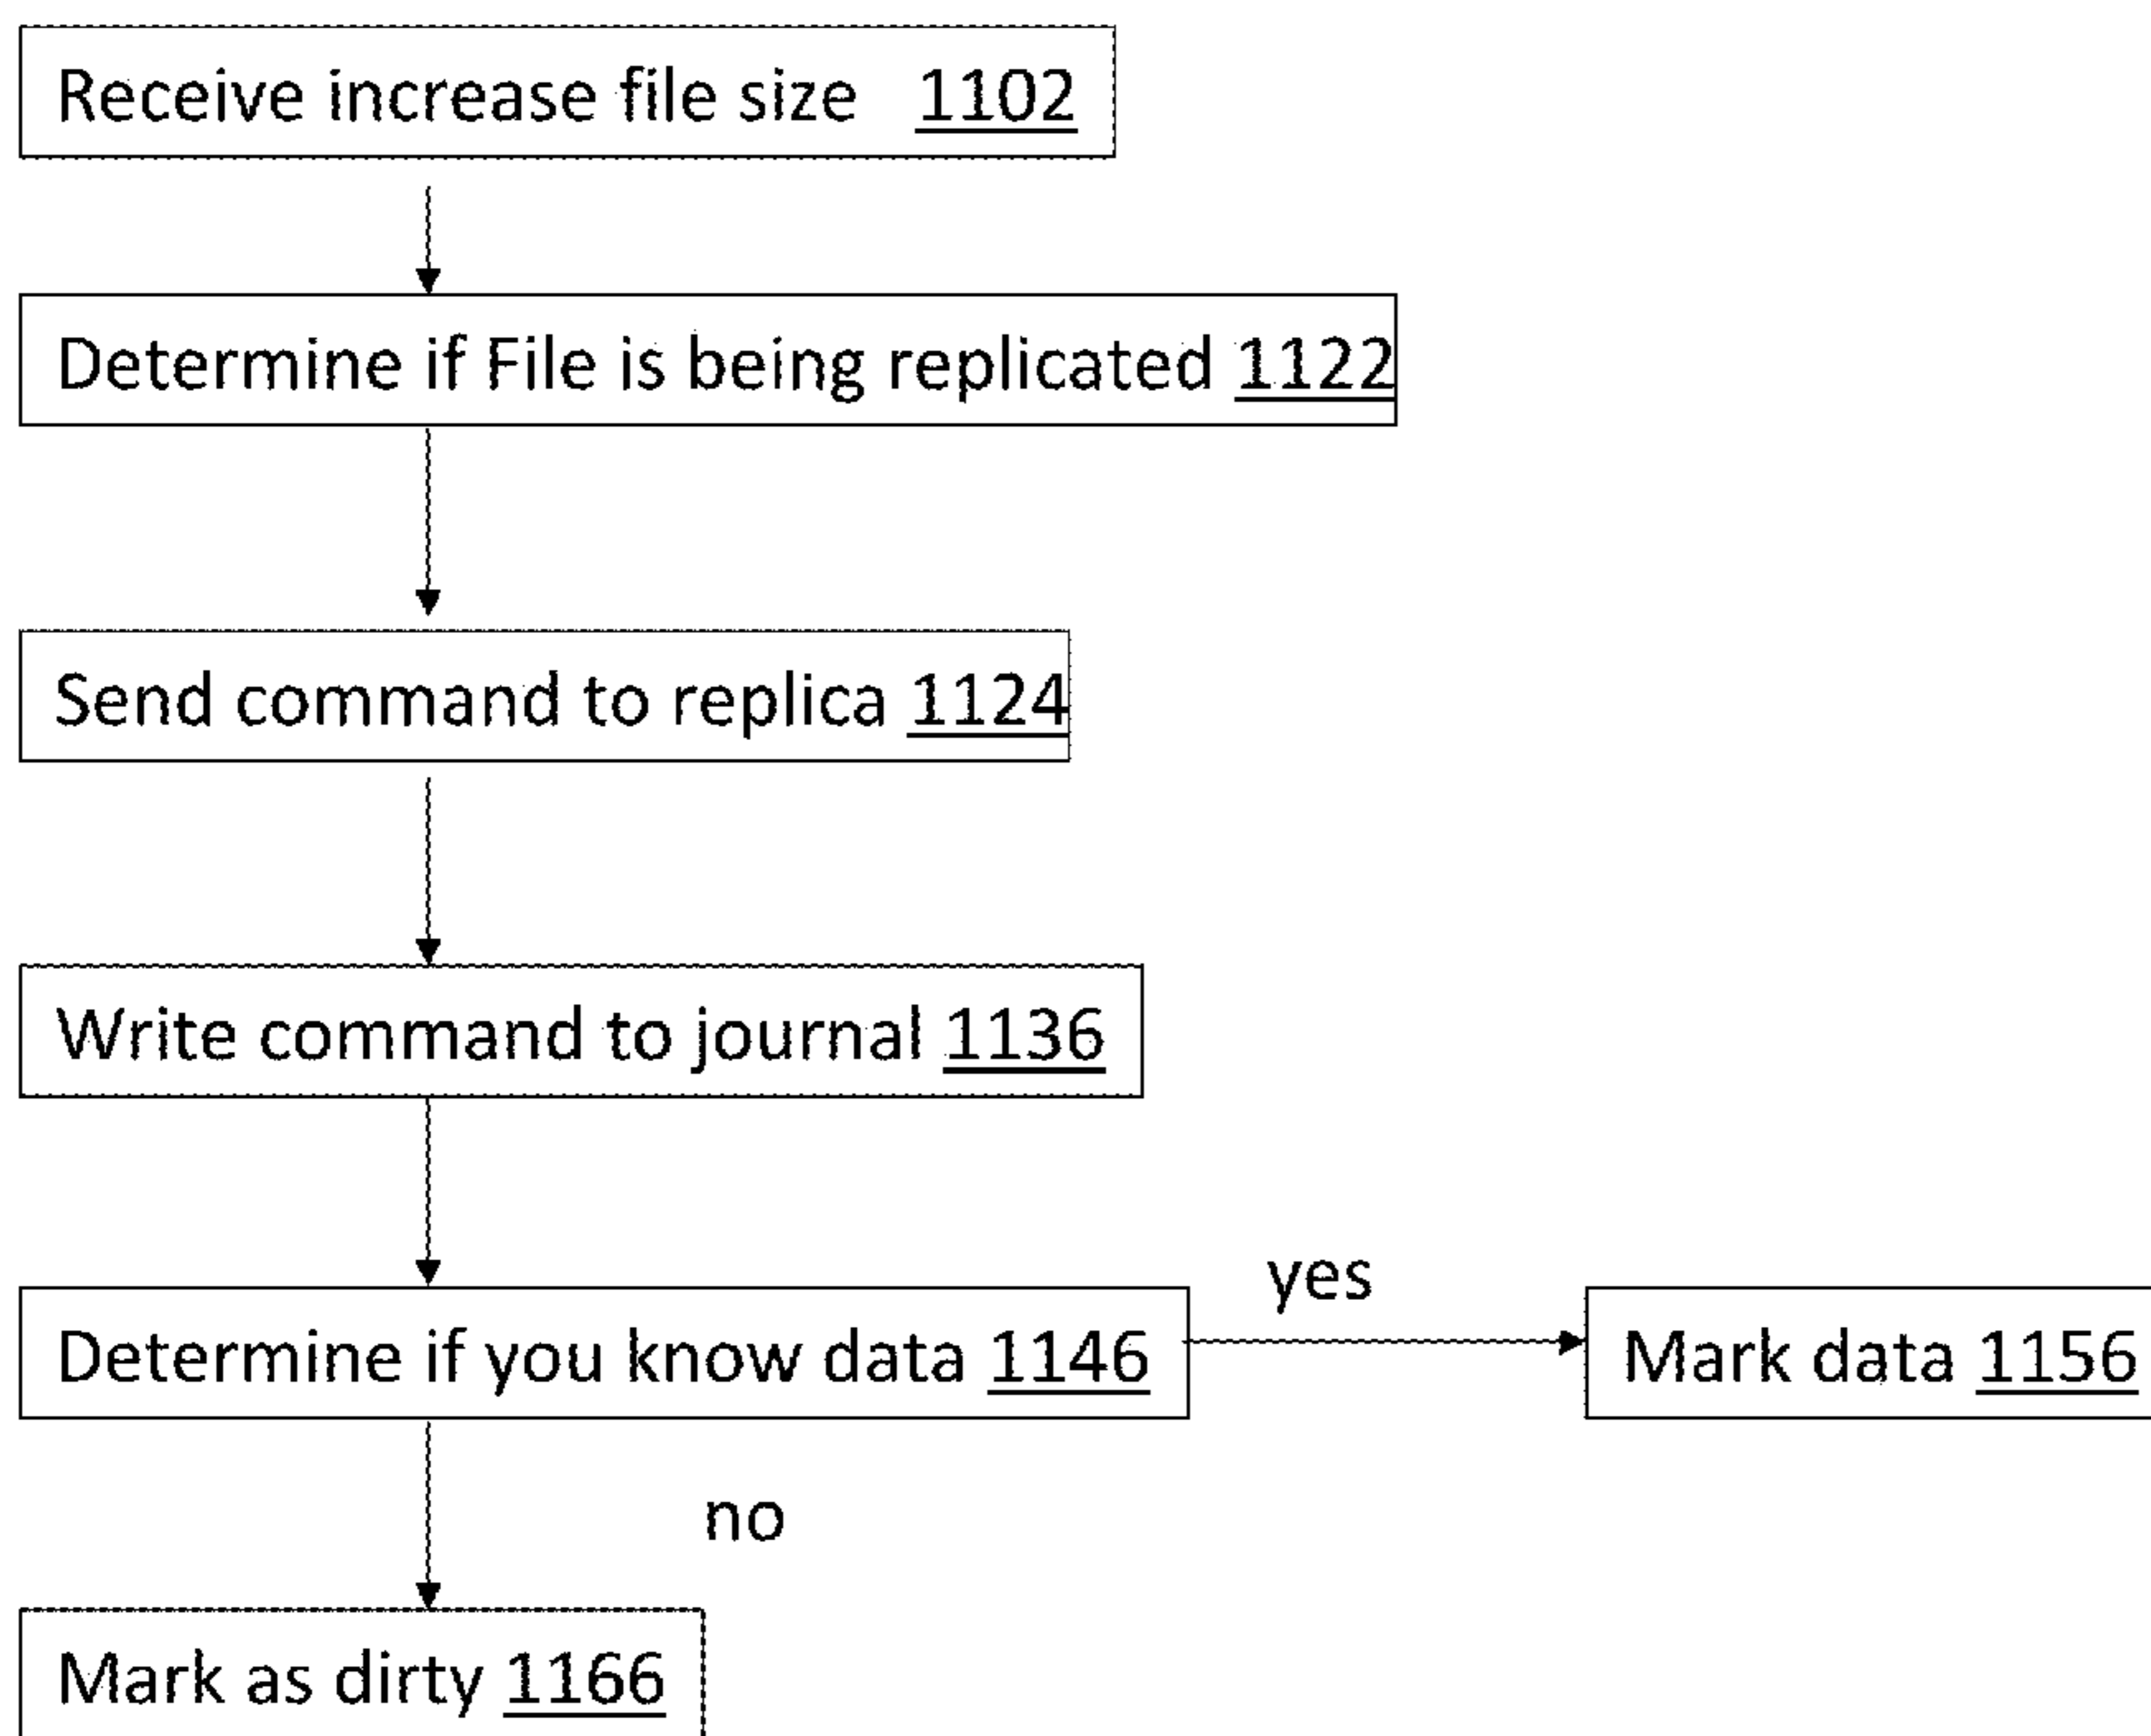 Receive increase file size 1102
Determine if File is being replicated 1122
Send command to replica 1124
Write command to journal 1136
yes
Determine if you know data 1146
Mark data 1156
no
Mark as dirty 1166